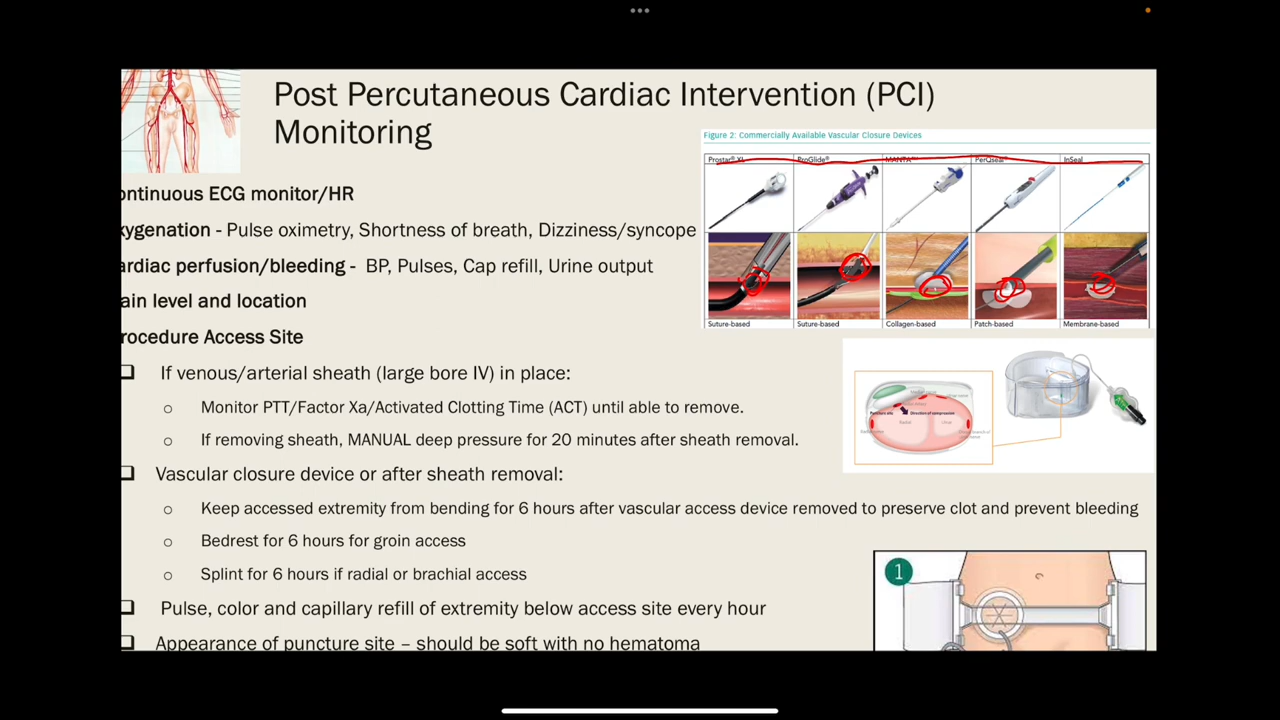 Post Percutaneous Cardiac Intervention (PCI)
Monitoring
Figure 2: Commercially Available Vascular Closure Devices
Prostar® XL ProGlide® MANTA™ PerQseal® InSeal
ontinuous ECG monitor/HR
xygenation - Pulse oximetry, Shortness of breath, Dizziness/syncope
ardiac perfusion/bleeding - BP, Pulses, Cap refill, Urine output
ain level and location
Suture-based Suture-based Collagen-based Patch-based Membrane-based
rocedure Access Site
If venous/arterial sheath (large bore IV) in place:
Monitor PTT/Factor Xa/Activated Clotting Time (ACT) until able to remove.
If removing sheath, MANUAL deep pressure for 20 minutes after sheath removal.
Puncture site Direction of compression
Radial
Vascular closure device or after sheath removal:
Keep accessed extremity from bending for 6 hours after vascular access device removed to preserve clot and prevent bleeding
Bedrest for 6 hours for groin access
Splint for 6 hours if radial or brachial access
1
Pulse, color and capillary refill of extremity below access site every hour
Appearance of puncture site – should be soft with no hematoma